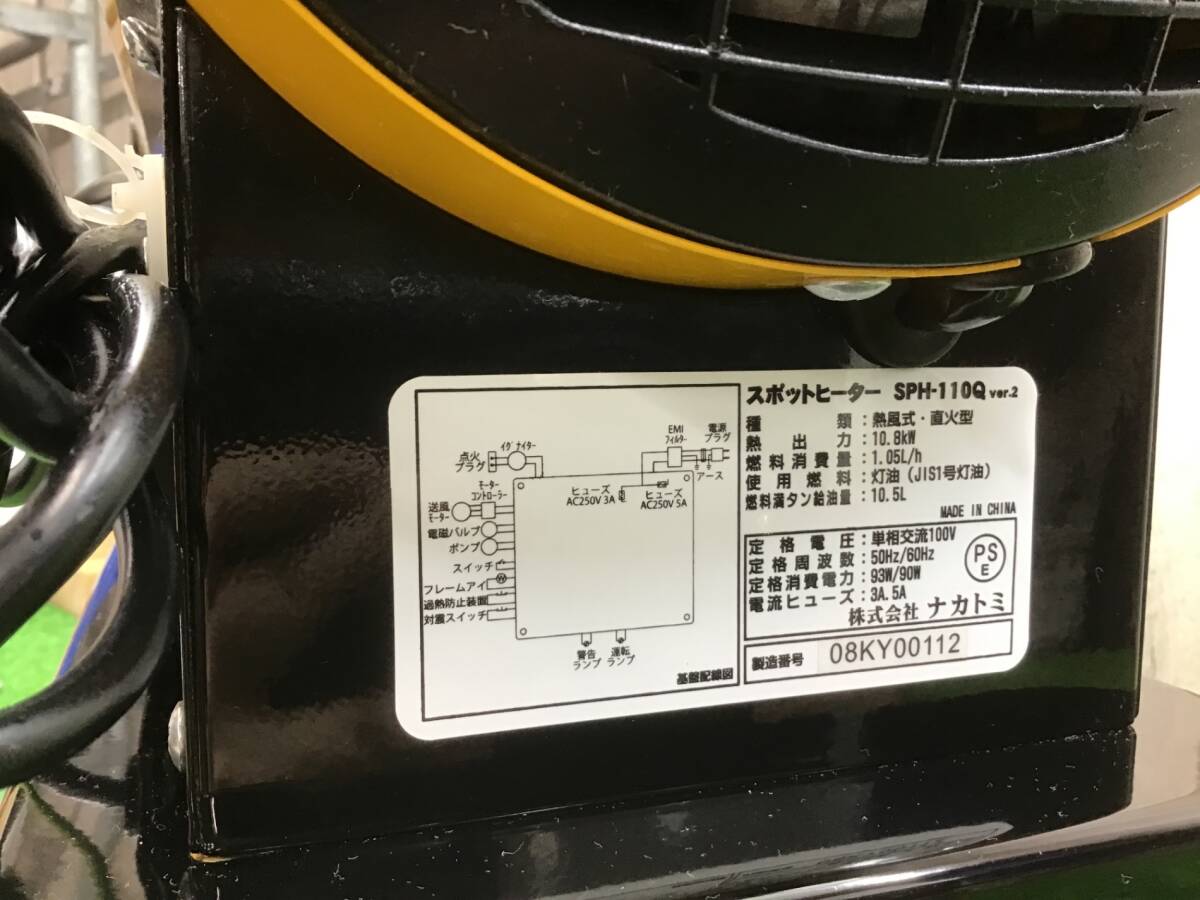 スポットヒーター SPH-110Q ver.2
種類：熱風式・直火型
熱出力：10.8kW
燃料消費量：1.05L/h
使用燃料：灯油（JIS1号灯油）
燃料満タン給油量：10.5L
MADE IN CHINA
定格電圧：単相交流100V
定格周波数：50Hz/60Hz
定格消費電力：93W/90W
電流ヒューズ：3A.5A
PS
E
株式会社 ナカトミ
製造番号 08KY00112
点火
プラグ
イグナイター
EMI
フィルター
電源
プラグ
アース
モーター
コントローラー
送風
モーター
電磁バルブ
ポンプ
スイッチ
フレームアイ
過熱防止装置
対震スイッチ
ヒューズ
AC250V 3A
ヒューズ
AC250V 5A
警告
ランプ
運転
ランプ
基盤配線図